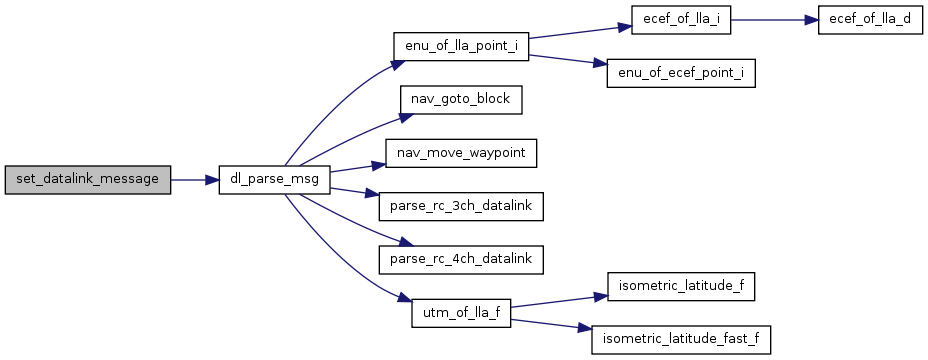 set_datalink_message
dl_parse_msg
enu_of_lla_point_i
ecef_of_lla_i
ecef_of_lla_d
enu_of_ecef_point_i
nav_goto_block
nav_move_waypoint
parse_rc_3ch_datalink
parse_rc_4ch_datalink
utm_of_lla_f
isometric_latitude_f
isometric_latitude_fast_f